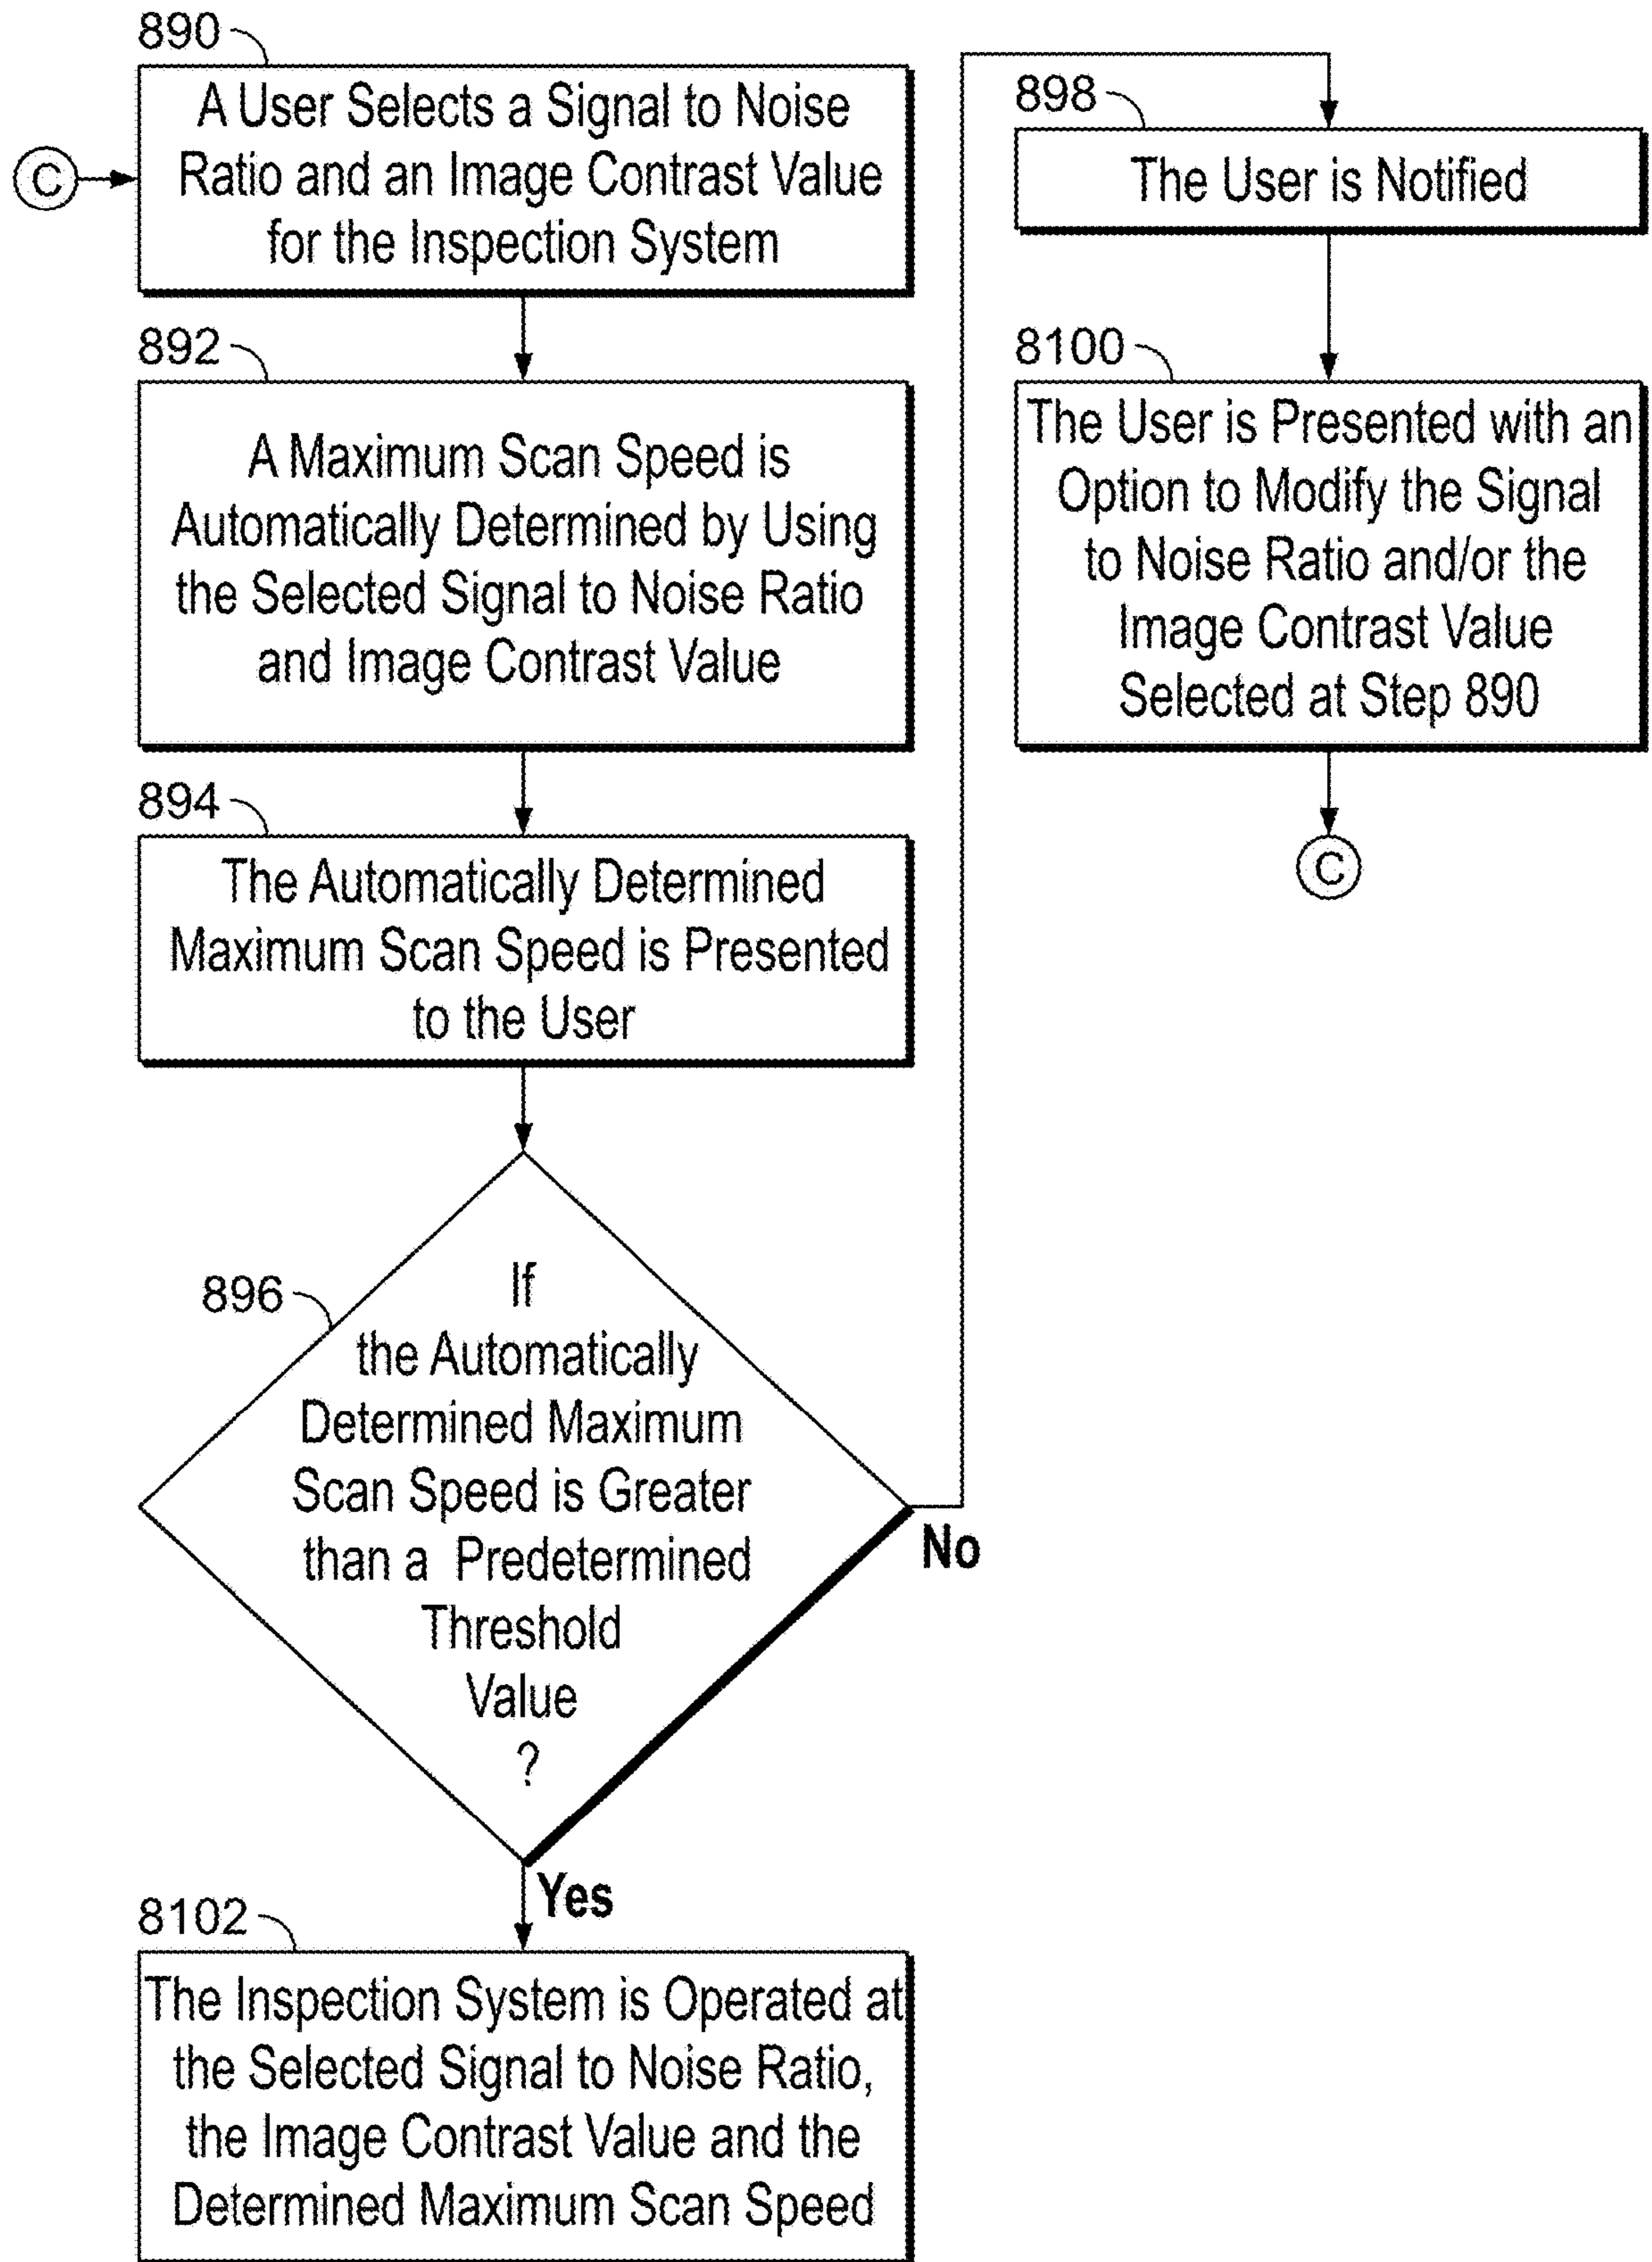 890
C
A User Selects a Signal to Noise
Ratio and an Image Contrast Value
for the Inspection System
892
A Maximum Scan Speed is
Automatically Determined by Using
the Selected Signal to Noise Ratio
and Image Contrast Value
894
The Automatically Determined
Maximum Scan Speed is Presented
to the User
896
If
the Automatically
Determined Maximum
Scan Speed is Greater
than a Predetermined
Threshold
Value
?
No
Yes
8102
The Inspection System is Operated at
the Selected Signal to Noise Ratio,
the Image Contrast Value and the
Determined Maximum Scan Speed
898
The User is Notified
8100
The User is Presented with an
Option to Modify the Signal
to Noise Ratio and/or the
Image Contrast Value
Selected at Step 890
C